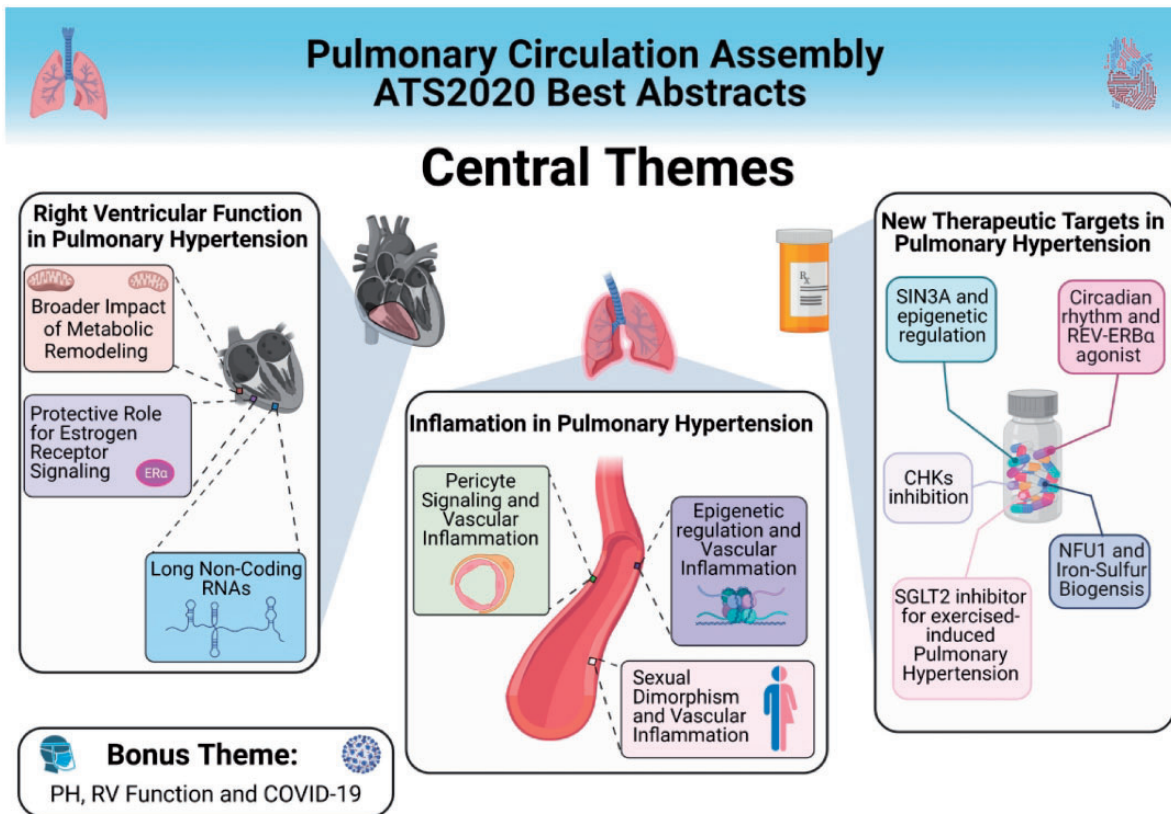 Pulmonary Circulation Assembly
ATS2020 Best Abstracts
Central Themes
Right Ventricular Function
in Pulmonary Hypertension
Broader Impact
of Metabolic
Remodeling
Protective Role
for Estrogen
Receptor
Signaling
ERα
Long Non-Coding
RNAs
Rx
Inflamation in Pulmonary Hypertension
Pericyte
Signaling and
Vascular
Inflammation
Epigenetic
regulation and
Vascular
Inflammation
Sexual
Dimorphism
and Vascular
Inflammation
New Therapeutic Targets in
Pulmonary Hypertension
SIN3A and
epigenetic
regulation
Circadian
rhythm and
REV-ERBα
agonist
CHKs
inhibition
NFU1 and
Iron-Sulfur
Biogensis
SGLT2 inhibitor
for exercised-
induced
Pulmonary
Hypertension
Bonus Theme:
PH, RV Function and COVID-19